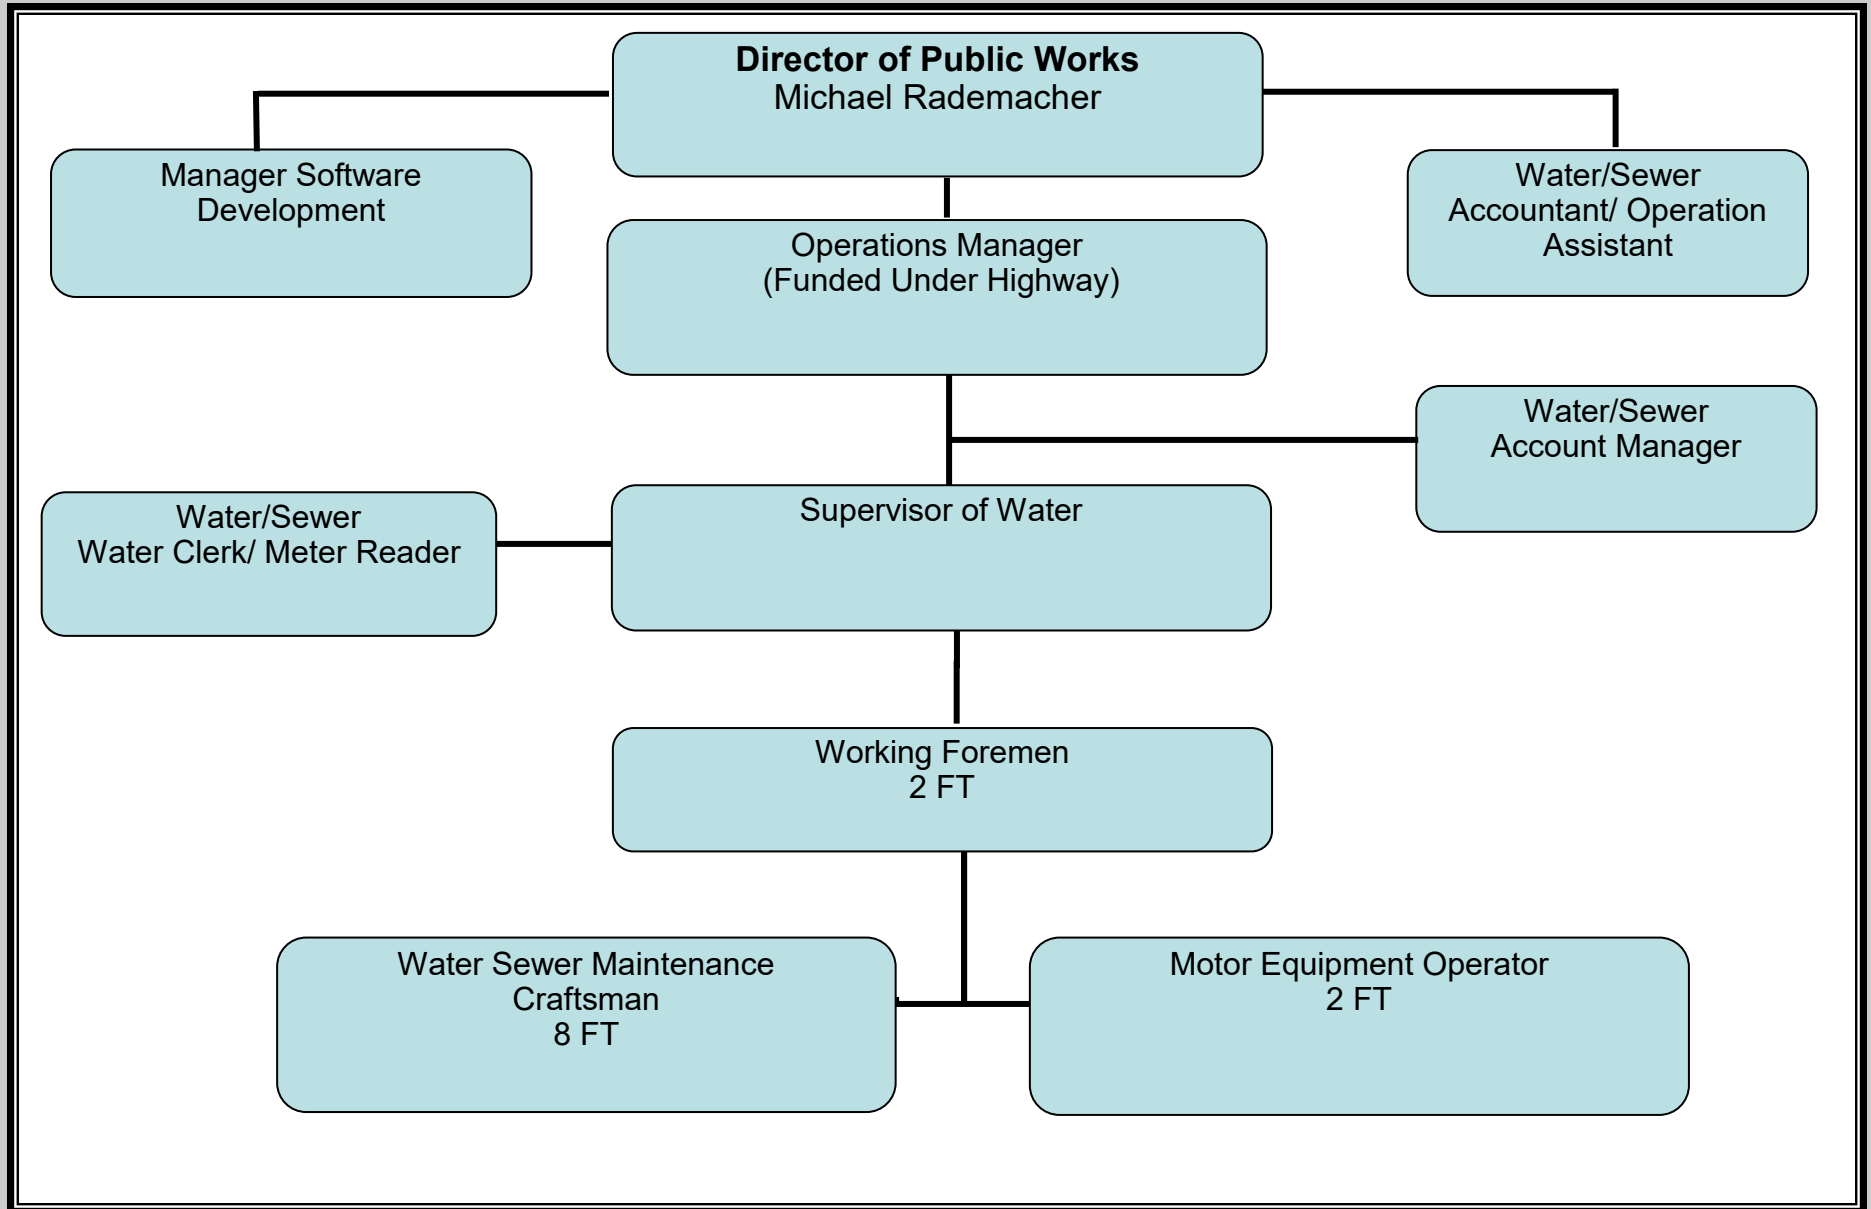 Director of Public Works
Michael Rademacher
Manager Software
Development
Water/Sewer
Accountant/ Operation
Assistant
Operations Manager
(Funded Under Highway)
Water/Sewer
Account Manager
Water/Sewer
Water Clerk/ Meter Reader
Supervisor of Water
Working Foremen
2 FT
Water Sewer Maintenance
Craftsman
8 FT
Motor Equipment Operator
2 FT